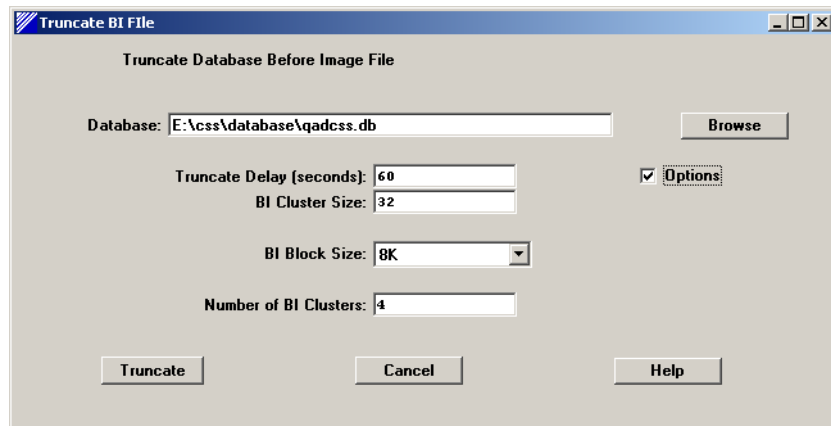 Truncate BI FIle
Truncate Database Before Image File
Database: E:\css\database\qadcss.db Browse
Truncate Delay (seconds): 60 Options
BI Cluster Size: 32
BI Block Size: 8K
Number of BI Clusters: 4
Truncate Cancel Help